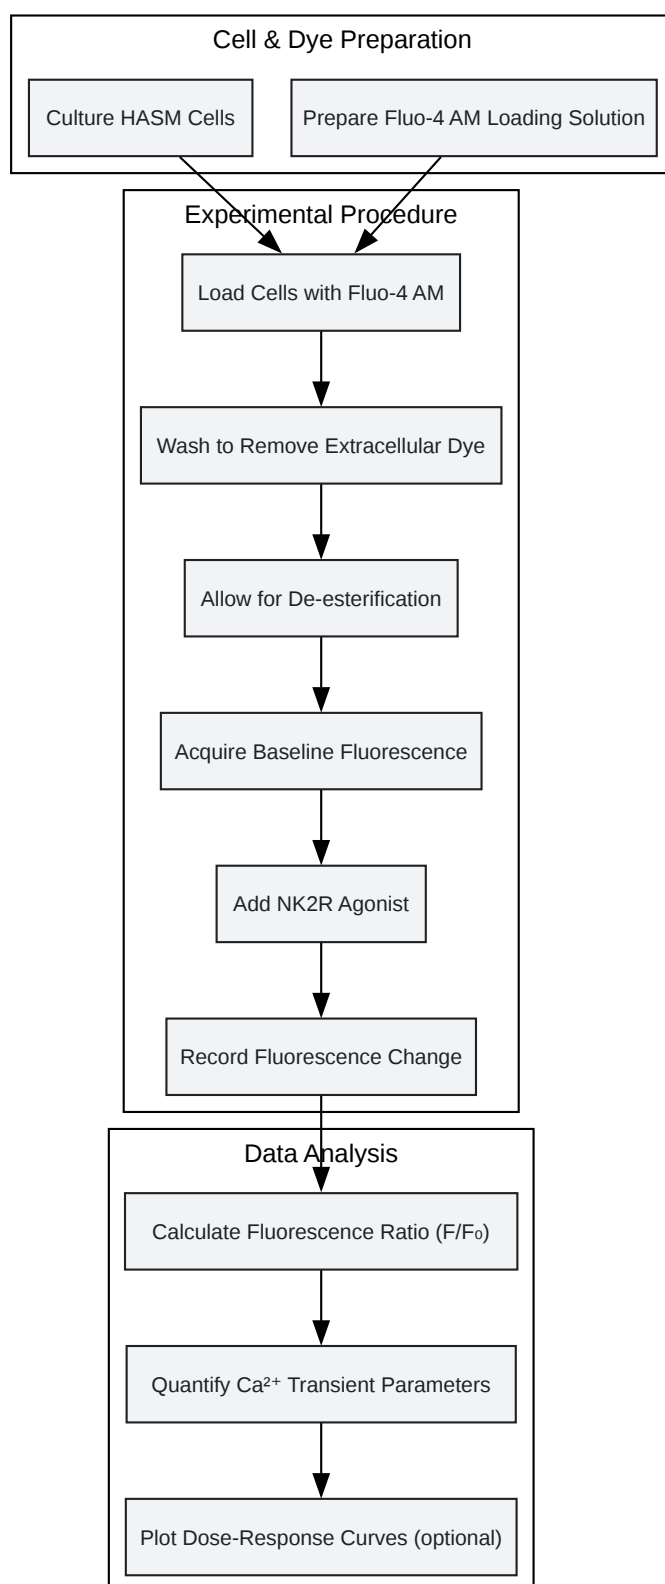 Cell & Dye Preparation
Culture HASM Cells
Prepare Fluo-4 AM Loading Solution
Experimental Procedure
Load Cells with Fluo-4 AM
Wash to Remove Extracellular Dye
Allow for De-esterification
Acquire Baseline Fluorescence
Add NK2R Agonist
Record Fluorescence Change
Data Analysis
Calculate Fluorescence Ratio (F/F₀)
Quantify Ca²⁺ Transient Parameters
Plot Dose-Response Curves (optional)